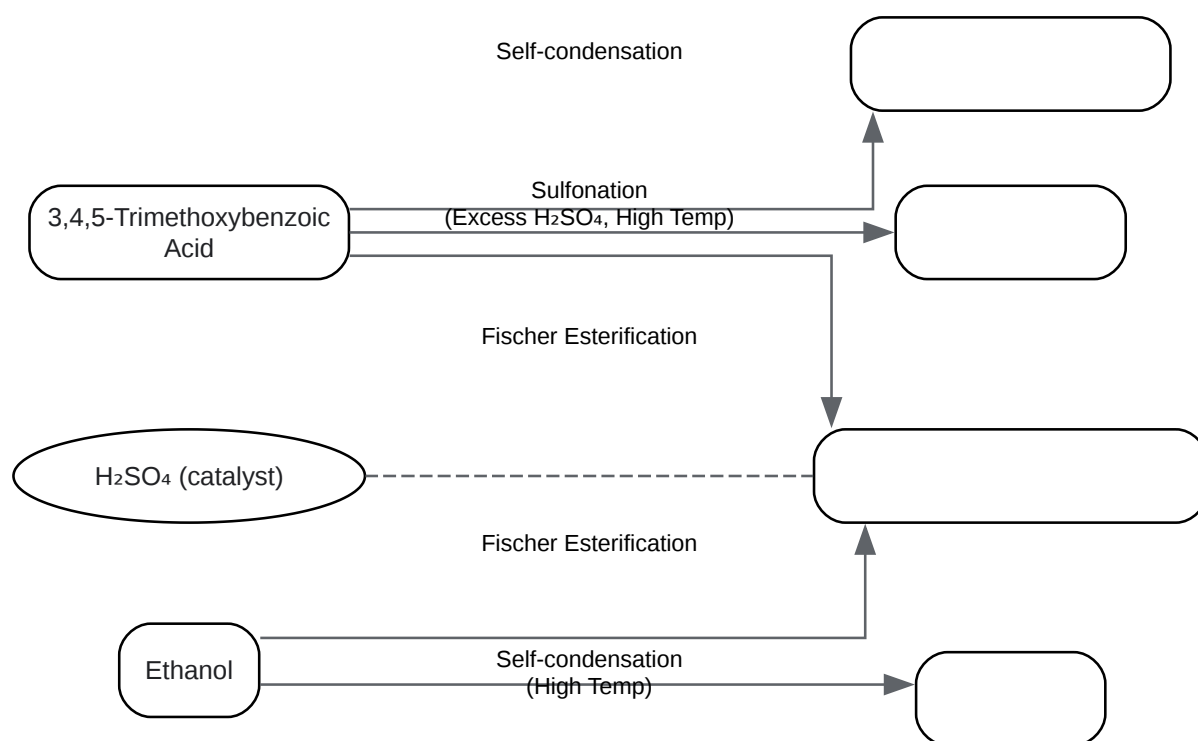 Self-condensation
Sulfonation
(Excess H₂SO₄, High Temp)
3,4,5-Trimethoxybenzoic
Acid
Fischer Esterification
H₂SO₄ (catalyst)
Fischer Esterification
Ethanol
Self-condensation
(High Temp)